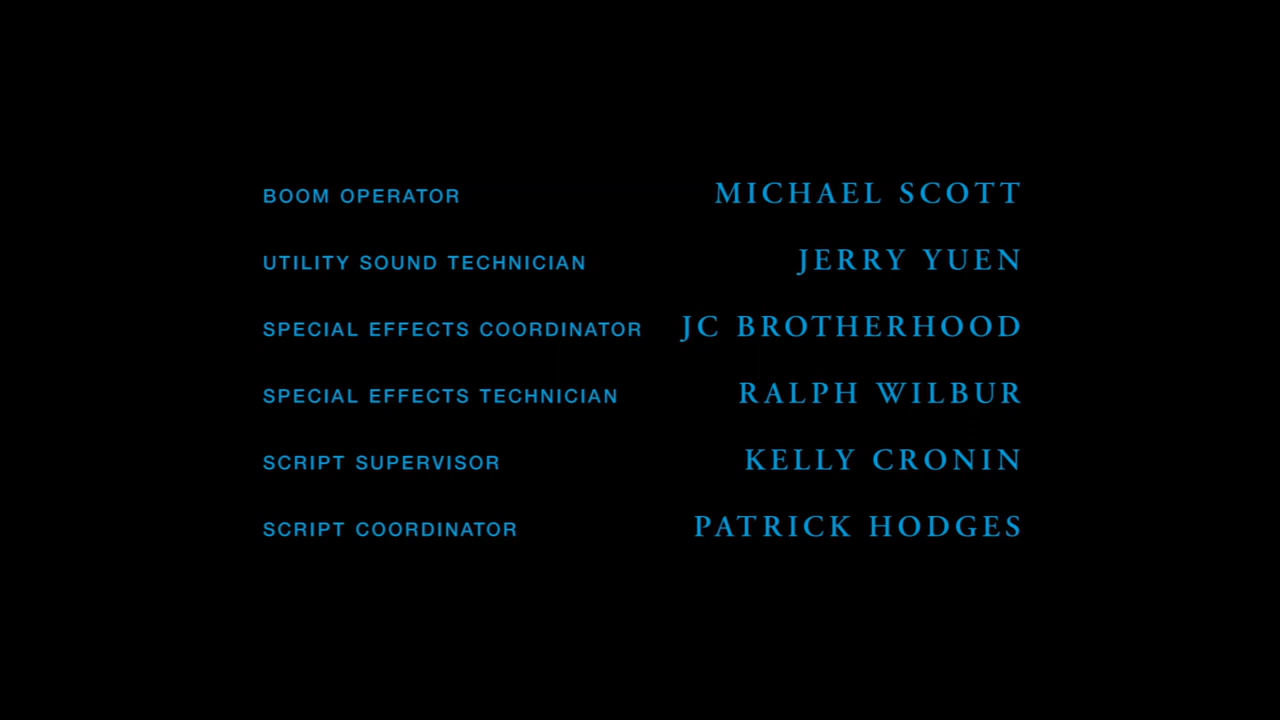 BOOM OPERATOR MICHAEL SCOTT
UTILITY SOUND TECHNICIAN JERRY YUEN
SPECIAL EFFECTS COORDINATOR JC BROTHERHOOD
SPECIAL EFFECTS TECHNICIAN RALPH WILBUR
SCRIPT SUPERVISOR KELLY CRONIN
SCRIPT COORDINATOR PATRICK HODGES